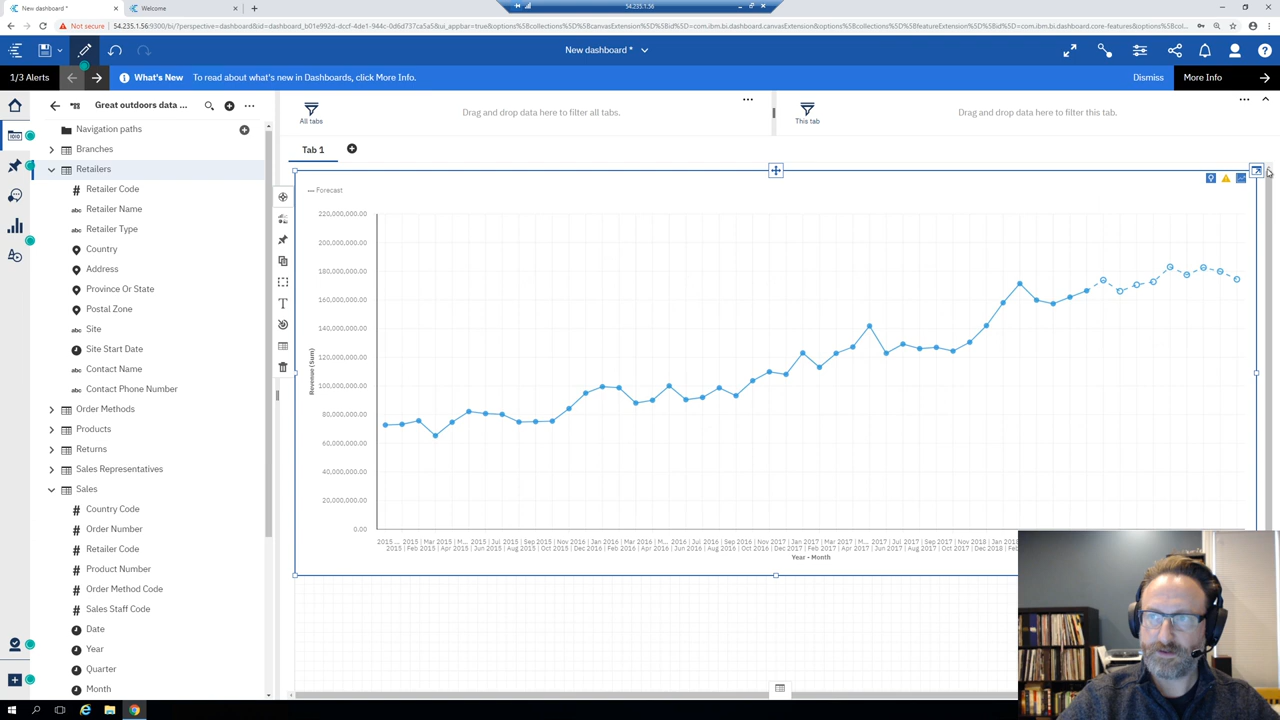 New dashboard *
Welcome
54.235.1.56
Not secure
New dashboard *
1/3 Alerts
What's New
To read about what's new in Dashboards, click More Info.
Dismiss
More Info
Great outdoors data ...
Navigation paths
Branches
Retailers
Retailer Code
Retailer Name
Retailer Type
Country
Address
Province Or State
Postal Zone
Site
Site Start Date
Contact Name
Contact Phone Number
Order Methods
Products
Returns
Sales Representatives
Sales
Country Code
Order Number
Retailer Code
Product Number
Order Method Code
Sales Staff Code
Date
Year
Quarter
Month
All tabs
Drag and drop data here to filter all tabs.
This tab
Drag and drop data here to filter this tab.
Tab 1
Forecast
220,000,000.00
200,000,000.00
180,000,000.00
160,000,000.00
140,000,000.00
120,000,000.00
100,000,000.00
80,000,000.00
60,000,000.00
40,000,000.00
20,000,000.00
0.00
Revenue (Sum)
Year - Month